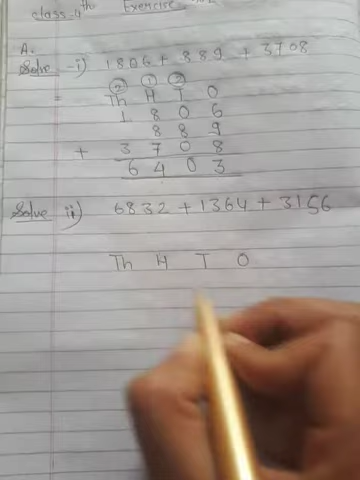 class-4th Exercise
A.
Solve -i) 1806 + 889 + 3708
② ① ②
= Th H T O
1 8 0 6
8 8 9
+ 3 7 0 8
6 4 0 3
Solve ii) 6832 + 1364 + 3156
Th H T O